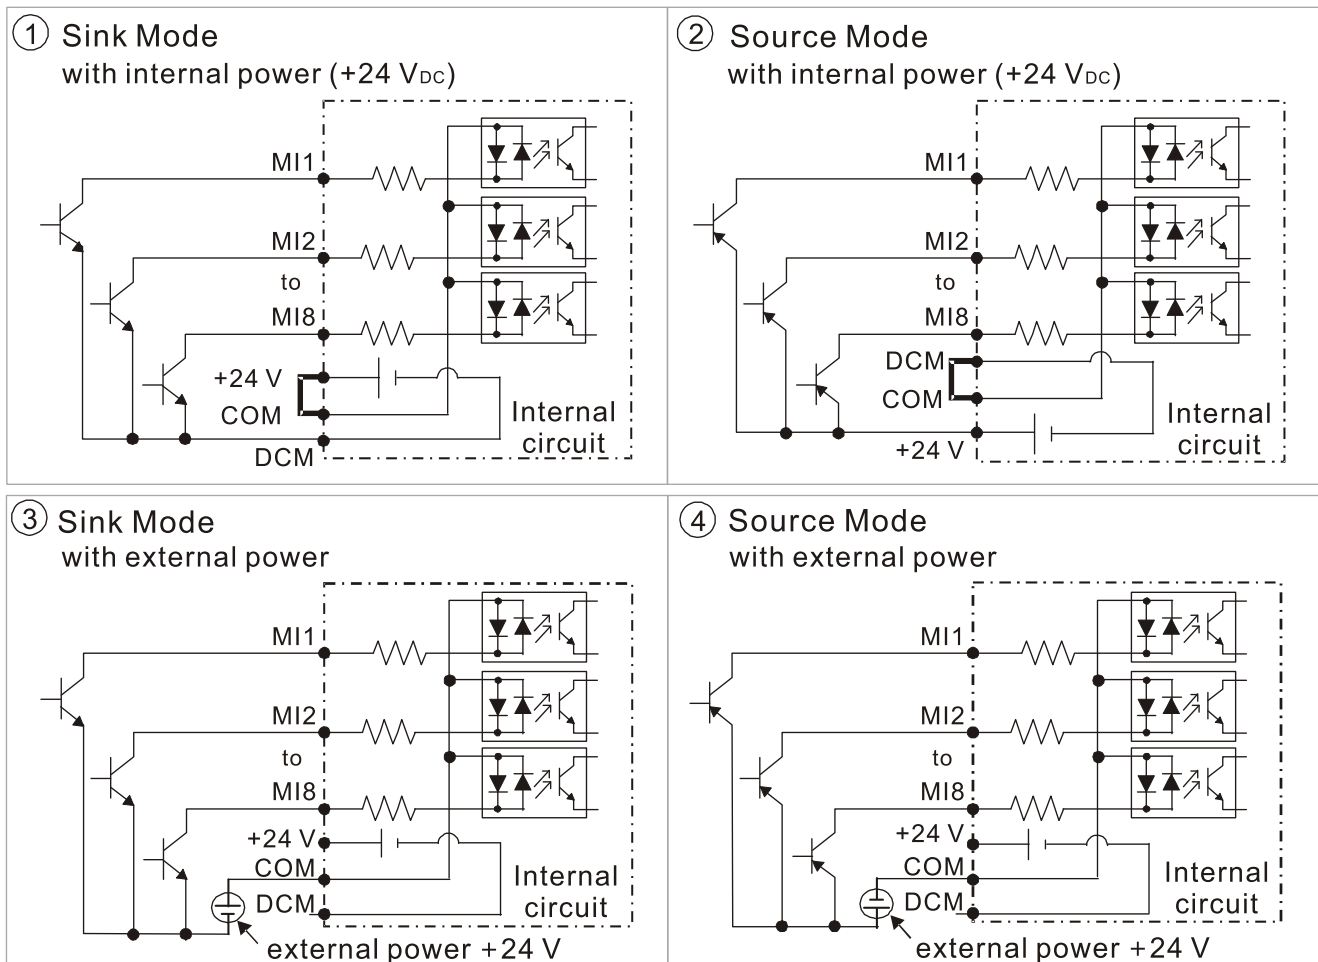 ① Sink Mode
with internal power (+24 VDC)
MI1
MI2
to
MI8
+24 V
COM
DCM
Internal
circuit
② Source Mode
with internal power (+24 VDC)
MI1
MI2
to
MI8
DCM
COM
+24 V
Internal
circuit
③ Sink Mode
with external power
MI1
MI2
to
MI8
+24 V
COM
DCM
Internal
circuit
external power +24 V
④ Source Mode
with external power
MI1
MI2
to
MI8
+24 V
COM
DCM
Internal
circuit
external power +24 V